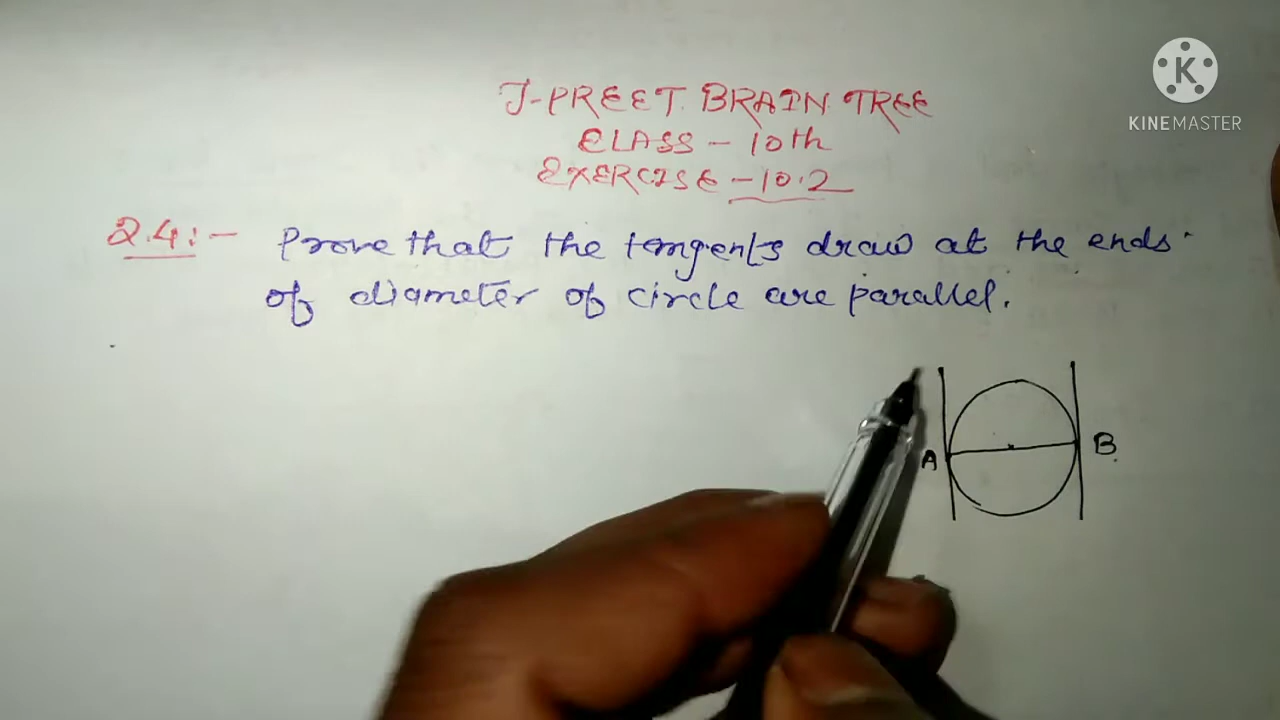 J-PREET BRAIN TREE
CLASS - 10th
EXERCISE - 10.2
Q.4:- Prove that the tangents draw at the ends
of diameter of circle are parallel.
A
B
K
KINEMASTER